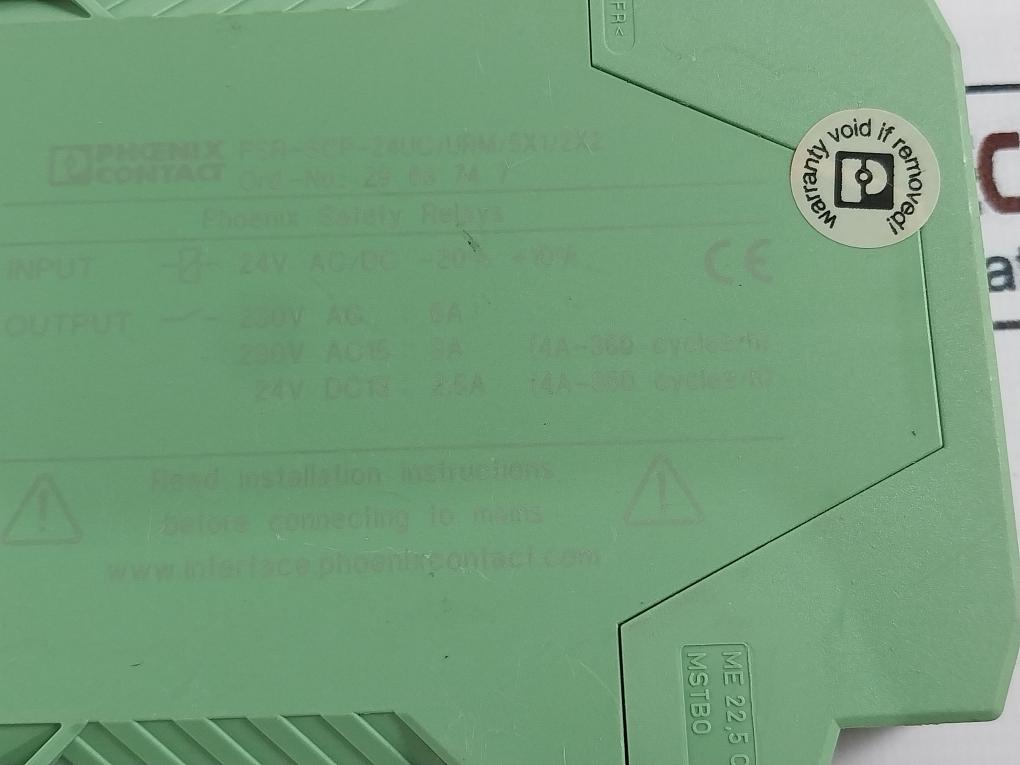 FR<
PHŒNIX CONTACT
PSR-SCP-24UC/URM/5X1/2X2
Ord.-No.: 29 63 74 7
Phoenix Safety Relays
INPUT 24V AC/DC -20% +10%
CE
OUTPUT 230V AC : 6A
230V AC15 : 3A (4A-360 cycles/h)
24V DC13 : 2,5A (4A-360 cycles/h)
Read installation instructions
before connecting to mains
www.interface.phoenixcontact.com
warranty void if removed!
ME 22,5
MSTBO